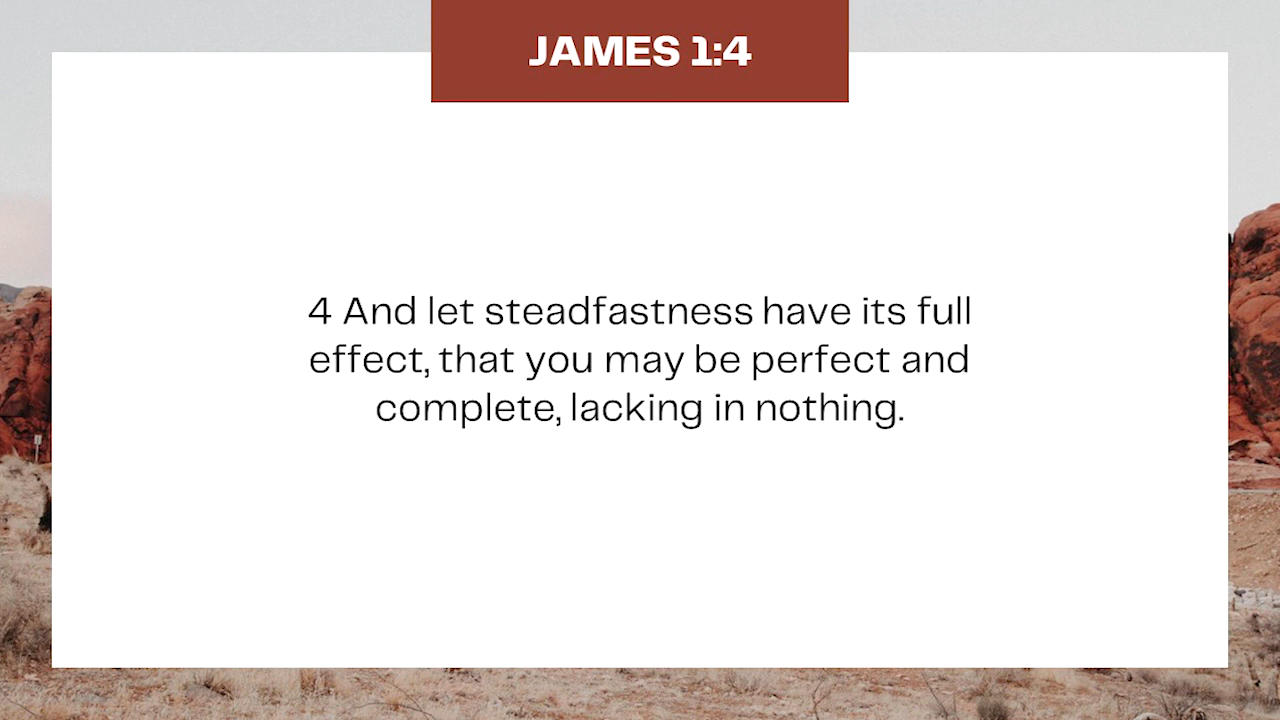 JAMES 1:4
4 And let steadfastness have its full
effect, that you may be perfect and
complete, lacking in nothing.